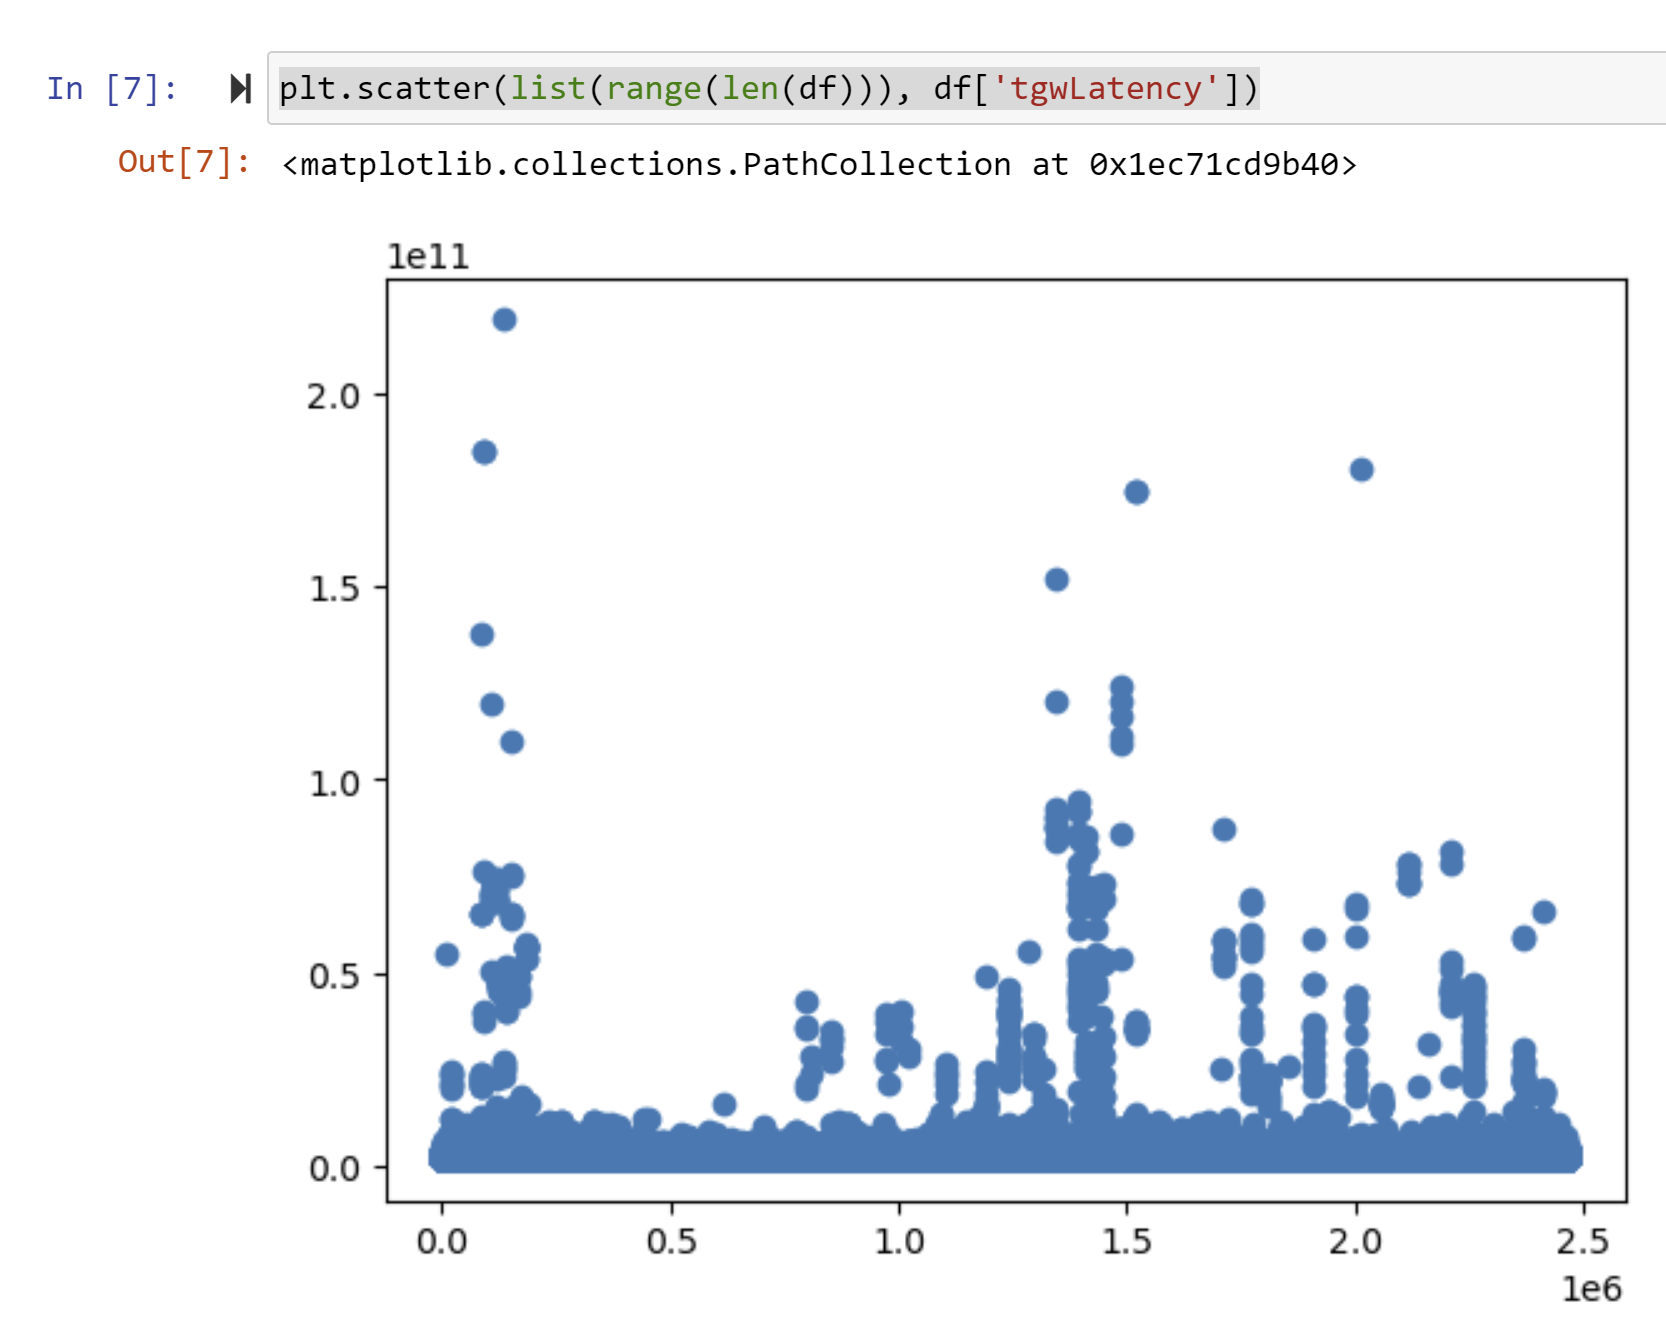 In [7]: plt.scatter(list(range(len(df))), df['tgwLatency'])
Out[7]: <matplotlib.collections.PathCollection at 0x1ec71cd9b40>
1e11
2.0
1.5
1.0
0.5
0.0
0.0 0.5 1.0 1.5 2.0 2.5
1e6